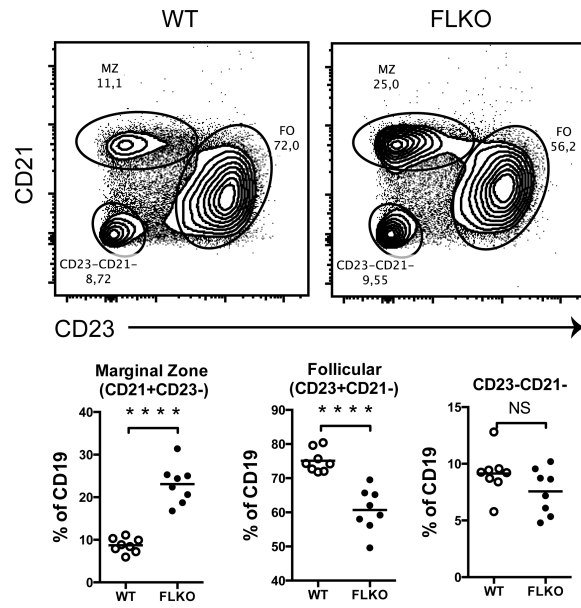 WT
FLKO
MZ
11,1
FO
72,0
CD23-CD21-
8,72
MZ
25,0
FO
56,2
CD23-CD21-
9,55
CD21
CD23
Marginal Zone
(CD21+CD23-)
* * * *
% of CD19
40
30
20
10
0
WT
FLKO
Follicular
(CD23+CD21-)
* * * *
% of CD19
90
80
70
60
50
40
WT
FLKO
CD23-CD21-
NS
% of CD19
15
10
5
0
WT
FLKO